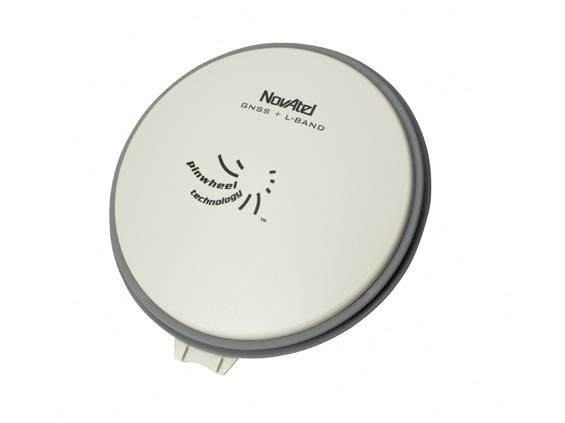 NovAtel
GNSS + L-BAND
pinwheel
technology
™